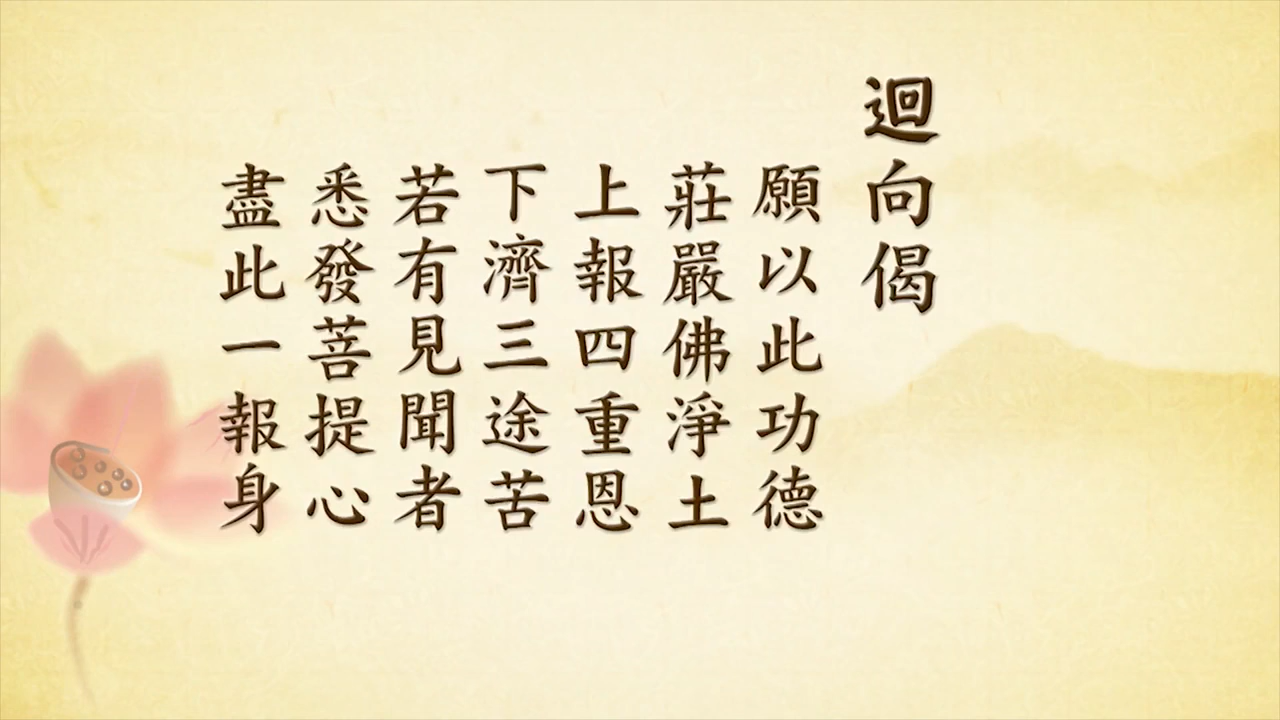 迴向偈
願以此功德
莊嚴佛淨土
上報四重恩
下濟三途苦
若有見聞者
悉發菩提心
盡此一報身